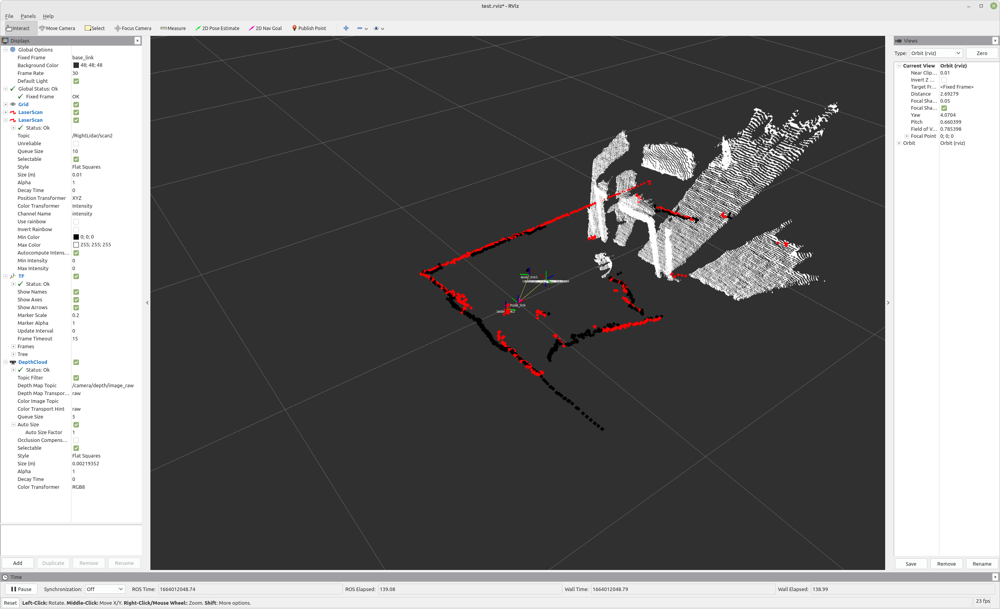 test.rviz* - RViz
File Panels Help
Interact Move Camera Select Focus Camera Measure 2D Pose Estimate 2D Nav Goal Publish Point
Displays
Global Options
Fixed Frame base_link
Background Color 48; 48; 48
Frame Rate 30
Default Light
Global Status: Ok
Fixed Frame OK
Grid
LaserScan
LaserScan
Status: Ok
Topic /RightLidar/scan2
Unreliable
Queue Size 10
Selectable
Style Flat Squares
Size (m) 0.01
Alpha 1
Decay Time 0
Position Transformer XYZ
Color Transformer Intensity
Channel Name intensity
Use rainbow
Invert Rainbow
Min Color 0; 0; 0
Max Color 255; 255; 255
Autocompute Intens...
Min Intensity 0
Max Intensity 0
TF
Status: Ok
Show Names
Show Axes
Show Arrows
Marker Scale 0.2
Marker Alpha 1
Update Interval 0
Frame Timeout 15
Frames
Tree
DepthCloud
Status: Ok
Topic Filter
Depth Map Topic /camera/depth/image_raw
Depth Map Transpor... raw
Color Image Topic
Color Transport Hint raw
Queue Size 5
Auto Size
Auto Size Factor 1
Occlusion Compens...
Selectable
Style Flat Squares
Size (m) 0.00219352
Alpha 1
Decay Time 0
Color Transformer RGB8
Add Duplicate Remove Rename
laser_link1
base_link
Views
Type: Orbit (rviz) Zero
Current View Orbit (rviz)
Near Clip... 0.01
Invert Z ...
Target Fr... <Fixed Frame>
Distance 2.69279
Focal Sha... 0.05
Focal Sha...
Yaw 4.0704
Pitch 0.660399
Field of V... 0.785398
Focal Point 0; 0; 0
Orbit Orbit (rviz)
Save Remove Rename
Time
Pause Synchronization: Off ROS Time: 1664012048.74 ROS Elapsed: 139.08 Wall Time: 1664012048.79 Wall Elapsed: 138.99
Reset Left-Click: Rotate. Middle-Click: Move X/Y. Right-Click/Mouse Wheel:: Zoom. Shift: More options. 23 fps